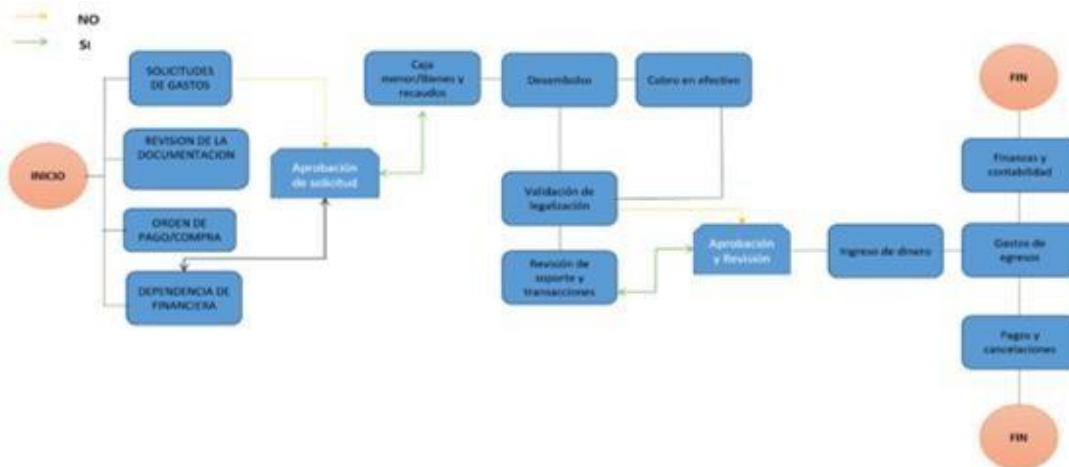 NO
SI
SOLICITUDES
DE GASTOS
REVISION DE LA
DOCUMENTACION
INICIO
ORDEN DE
PAGO/COMPRA
DEPENDENCIA DE
FINANCIERA
Aprobación
de solicitud
Caja
menor/Bienes y
recaudos
Desembolso
Cobro en efectivo
Validación de
legalización
Revisión de
soporte y
transacciones
Aprobación
y Revisión
Ingreso de dinero
FIN
Finanzas y
contabilidad
Gastos de
egresos
Pagos y
cancelaciones
FIN